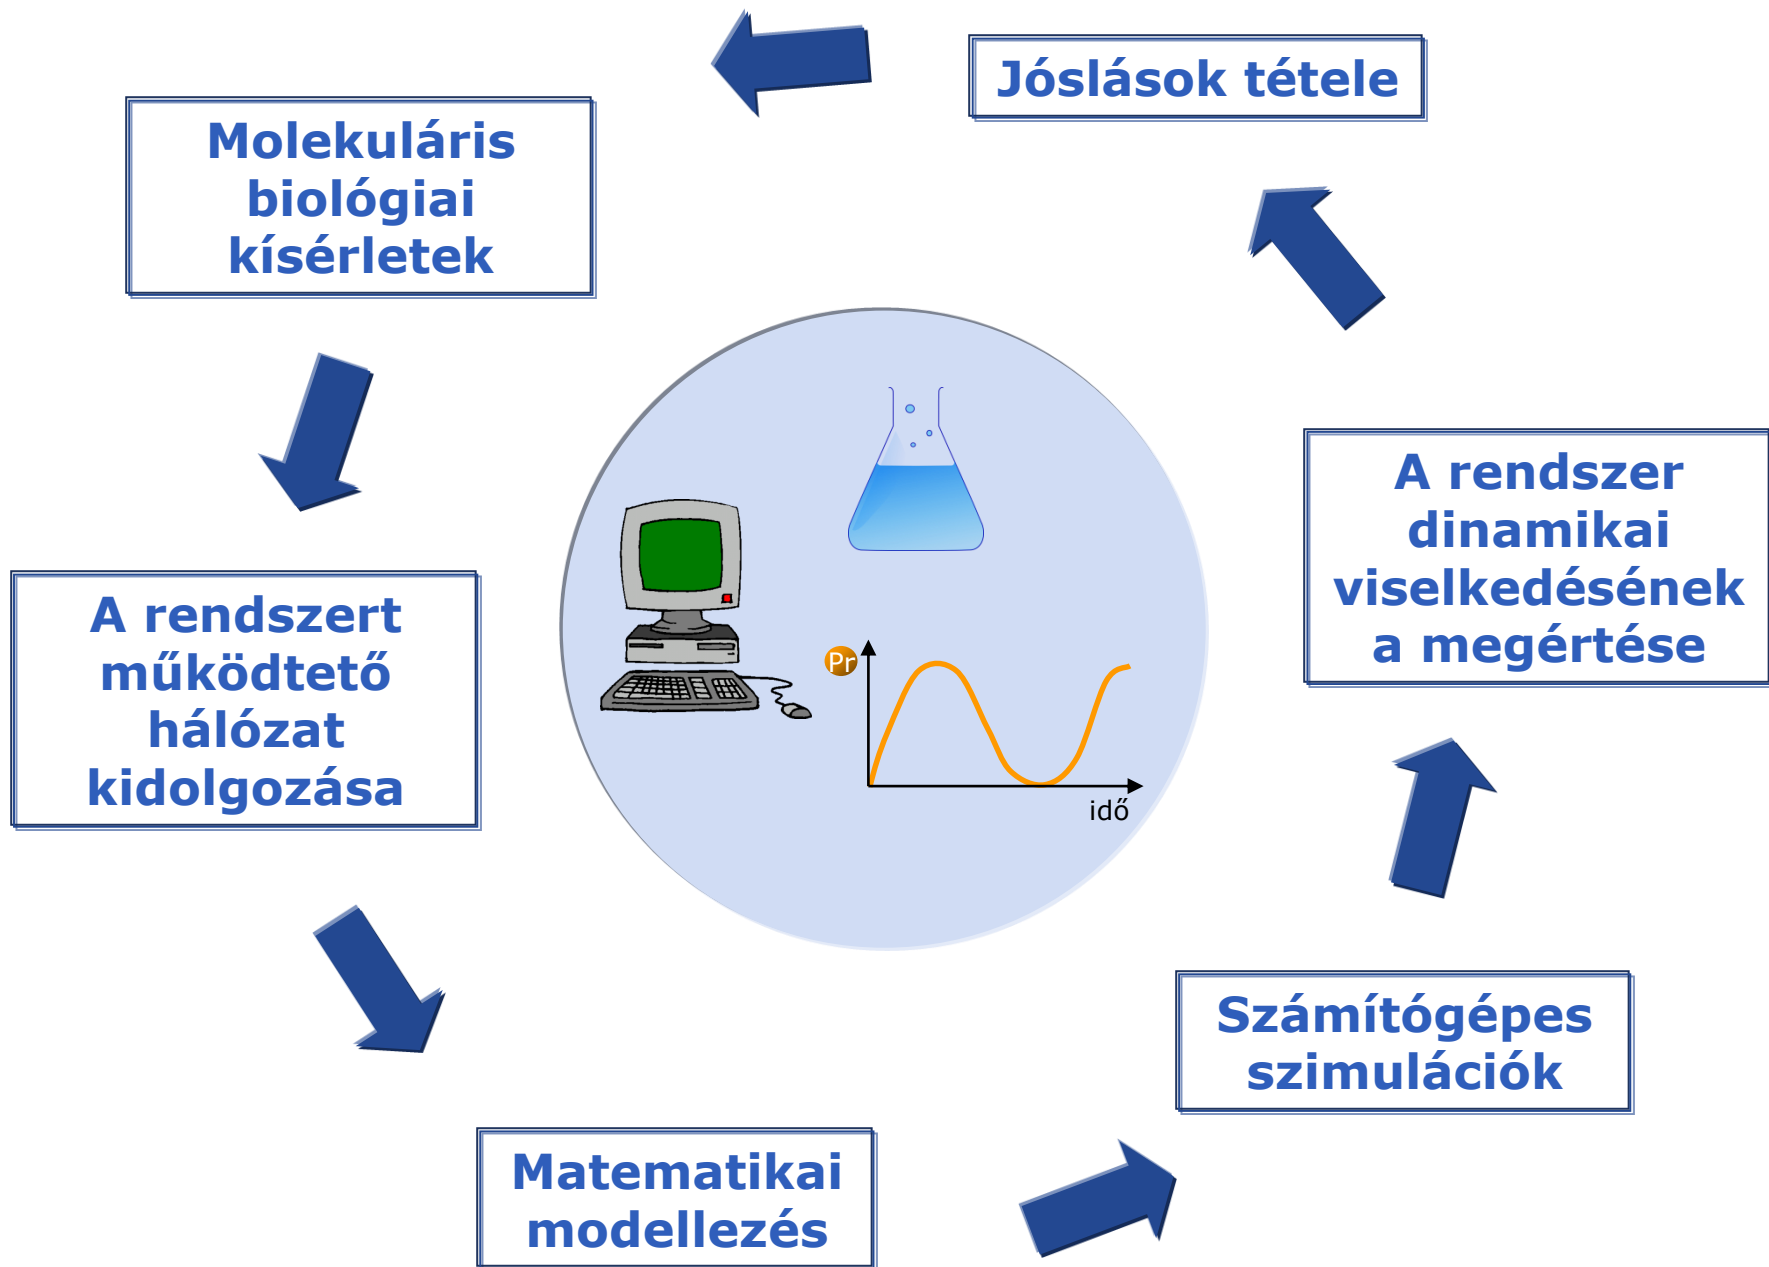 Jóslások tétele
Molekuláris
biológiai
kísérletek
A rendszert
működtető
hálózat
kidolgozása
Matematikai
modellezés
Számítógépes
szimulációk
A rendszer
dinamikai
viselkedésének
a megértése
Pr
idő